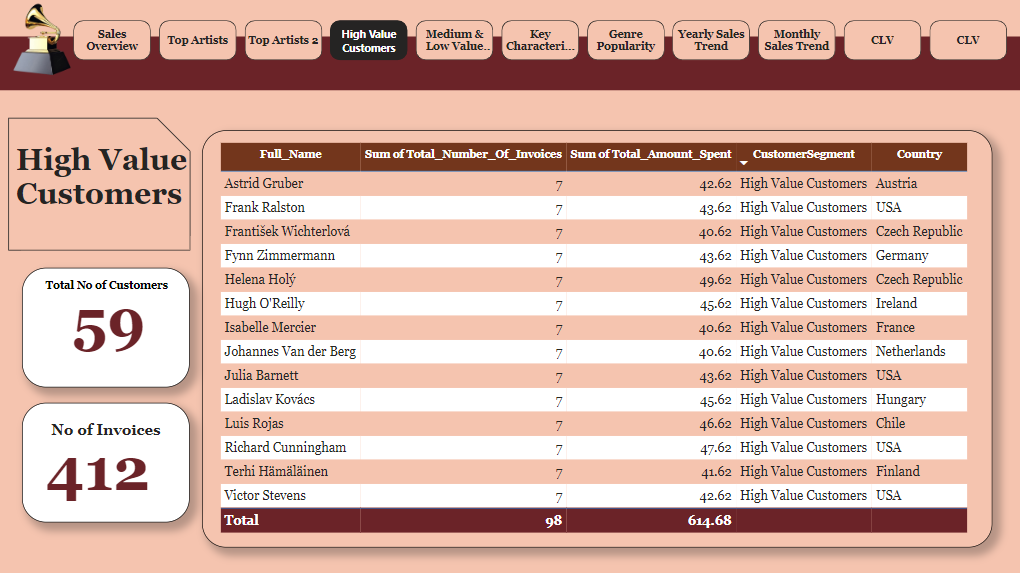 Sales
Overview
Top Artists
Top Artists 2
High Value
Customers
Medium &
Low Value..
Key
Characteri...
Genre
Popularity
Yearly Sales
Trend
Monthly
Sales Trend
CLV
CLV
High Value
Customers
Total No of Customers
59
No of Invoices
412
Full_Name Sum of Total_Number_Of_Invoices Sum of Total_Amount_Spent CustomerSegment Country
Astrid Gruber 7 42.62 High Value Customers Austria
Frank Ralston 7 43.62 High Value Customers USA
František Wichterlová 7 40.62 High Value Customers Czech Republic
Fynn Zimmermann 7 43.62 High Value Customers Germany
Helena Holý 7 49.62 High Value Customers Czech Republic
Hugh O'Reilly 7 45.62 High Value Customers Ireland
Isabelle Mercier 7 40.62 High Value Customers France
Johannes Van der Berg 7 40.62 High Value Customers Netherlands
Julia Barnett 7 43.62 High Value Customers USA
Ladislav Kovács 7 45.62 High Value Customers Hungary
Luis Rojas 7 46.62 High Value Customers Chile
Richard Cunningham 7 47.62 High Value Customers USA
Terhi Hämäläinen 7 41.62 High Value Customers Finland
Victor Stevens 7 42.62 High Value Customers USA
Total 98 614.68